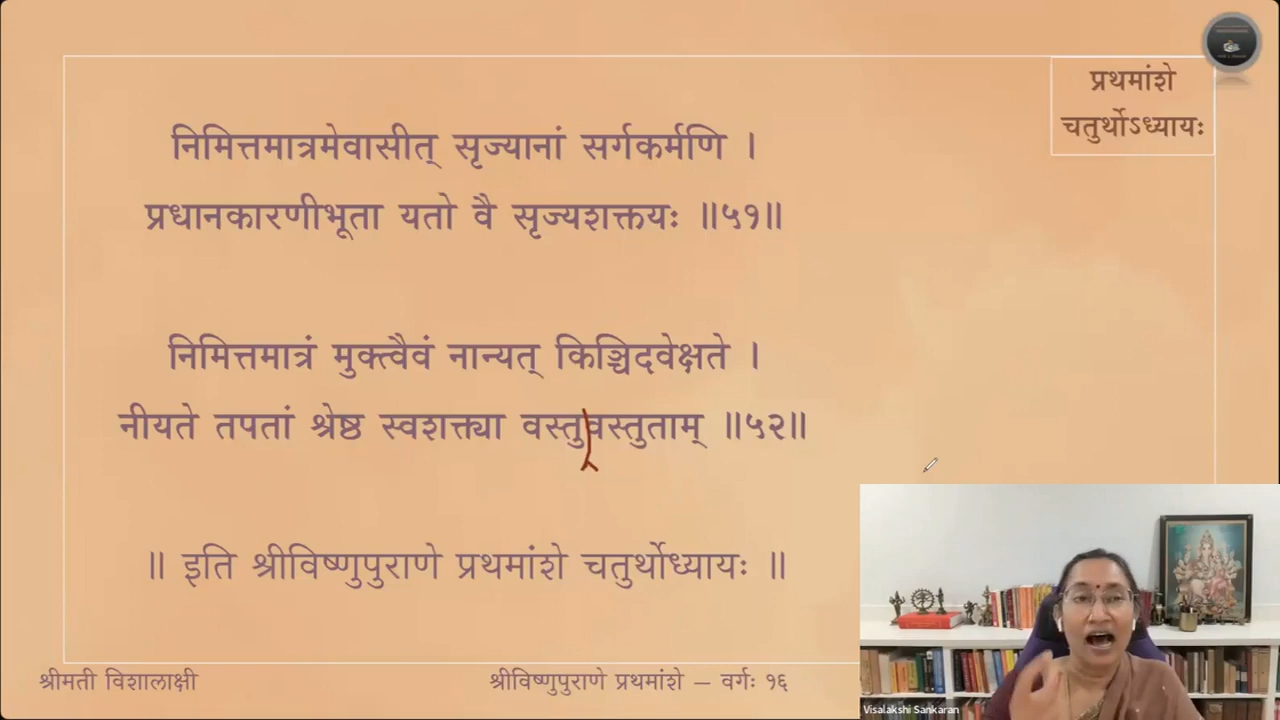 प्रथमांशे
चतुर्थोऽध्यायः
निमित्तमात्रमेवासीत् सृज्यानां सर्गकर्मणि ।
प्रधानकारणीभूता यतो वै सृज्यशक्तयः ॥५१॥
निमित्तमात्रं मुक्त्वैवं नान्यत् किञ्चिदवेक्षते ।
नीयते तपतां श्रेष्ठ स्वशक्त्या वस्तुवस्तुताम् ॥५२॥
॥ इति श्रीविष्णुपुराणे प्रथमांशे चतुर्थोध्यायः ॥
श्रीमती विशालाक्षी
श्रीविष्णुपुराणे प्रथमांशे – वर्गः १६
Visalakshi Sankaran